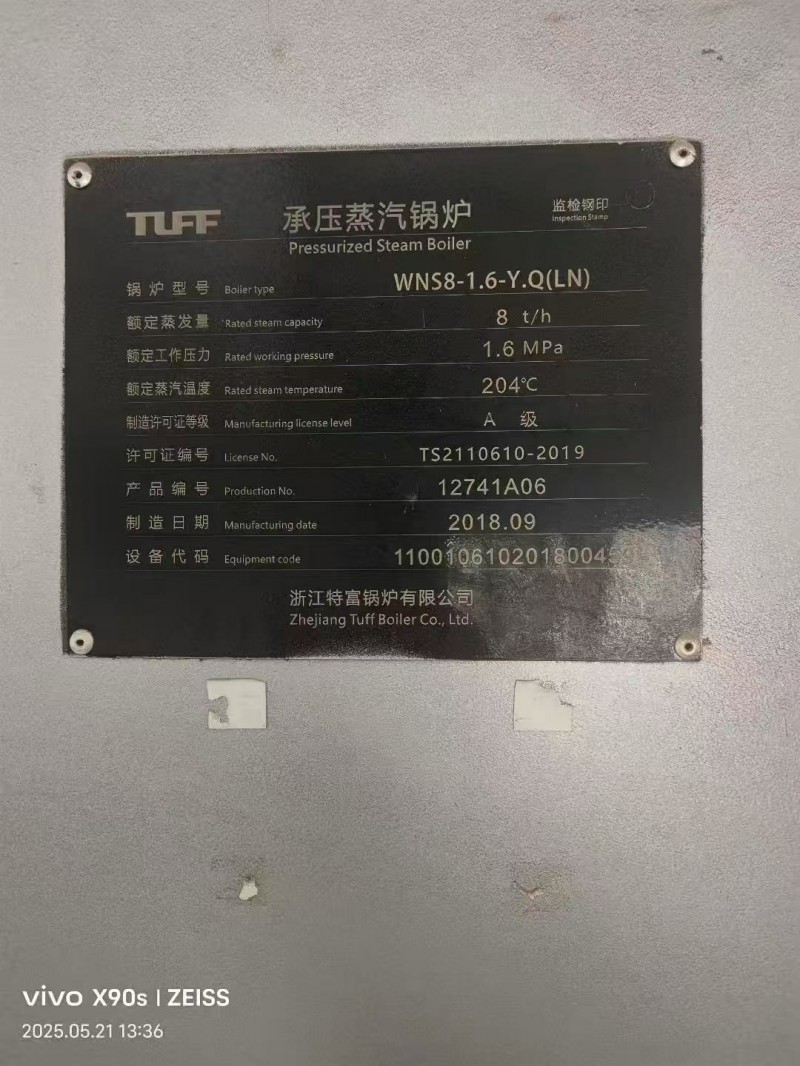 TUFF 承压蒸汽锅炉 监检钢印
Pressurized Steam Boiler Inspection Stamp
锅炉型号 Boiler type WNS8-1.6-Y.Q(LN)
额定蒸发量 Rated steam capacity 8 t/h
额定工作压力 Rated working pressure 1.6 MPa
额定蒸汽温度 Rated steam temperature 204℃
制造许可证等级 Manufacturing license level A 级
许可证编号 License No. TS2110610-2019
产品编号 Production No. 12741A06
制造日期 Manufacturing date 2018.09
设备代码 Equipment code
浙江特富锅炉有限公司
Zhejiang Tuff Boiler Co., Ltd.
vivo X90s | ZEISS
2025.05.21 13:36